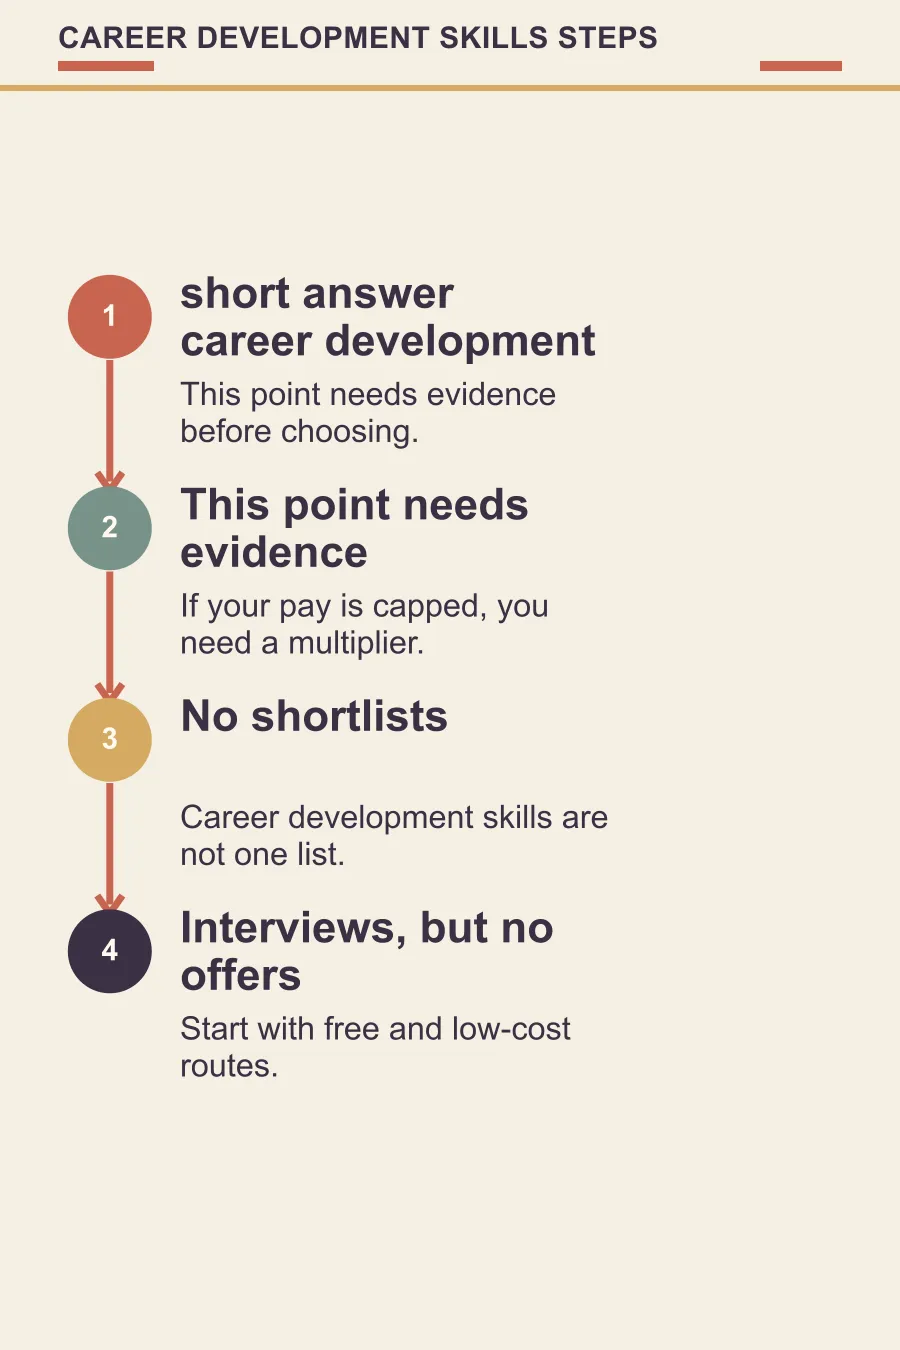 CAREER DEVELOPMENT SKILLS STEPS
1
short answer
career development
This point needs evidence
before choosing.
2
This point needs
evidence
If your pay is capped, you
need a multiplier.
3
No shortlists
Career development skills are
not one list.
4
Interviews, but no
offers
Start with free and low-cost
routes.